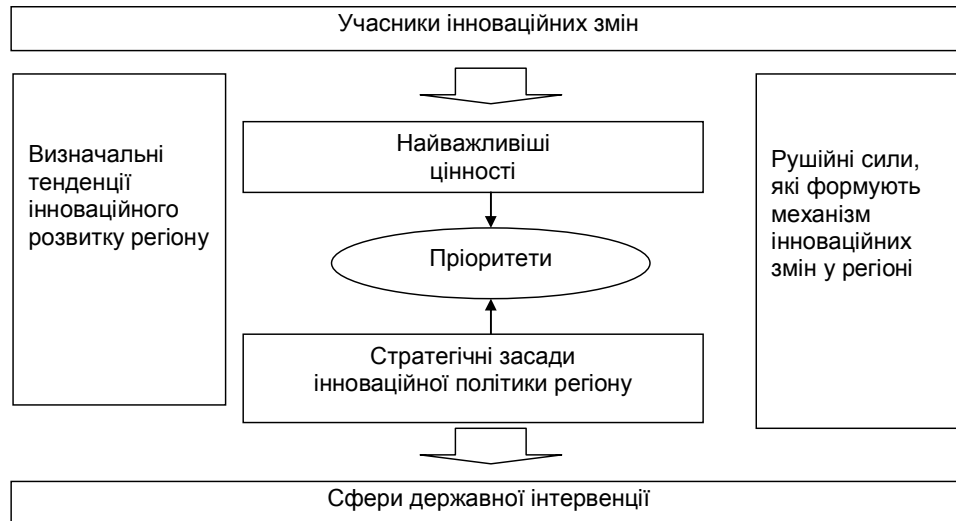 Учасники інноваційних змін
Визначальні
тенденції
інноваційного
розвитку регіону
Найважливіші
цінності
Пріоритети
Стратегічні засади
інноваційної політики регіону
Рушійні сили,
які формують
механізм
інноваційних
змін у регіоні
Сфери державної інтервенції